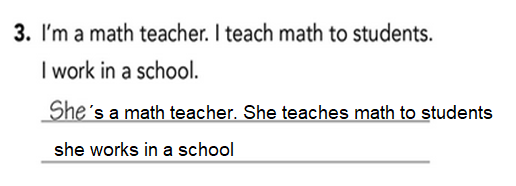 3. I'm a math teacher. I teach math to students.
I work in a school.
She´s a math teacher. She teaches math to students
she works in a school